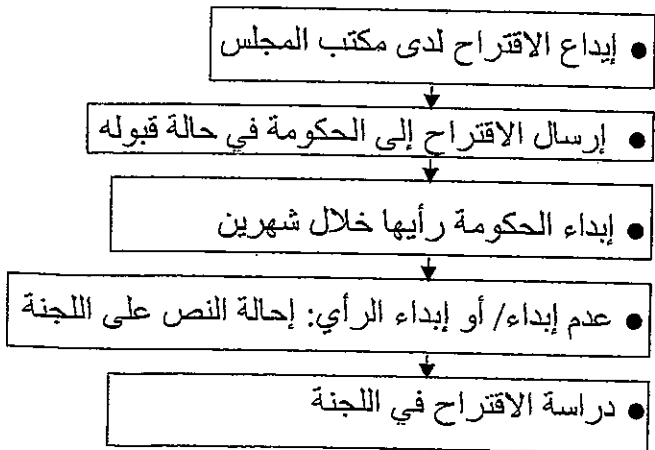 ● إيداع الاقتراح لدى مكتب المجلس
● إرسال الاقتراح إلى الحكومة في حالة قبوله
● إبداء الحكومة رأيها خلال شهرين
● عدم إبداء/ أو إبداء الرأي: إحالة النص على اللجنة
● دراسة الاقتراح في اللجنة